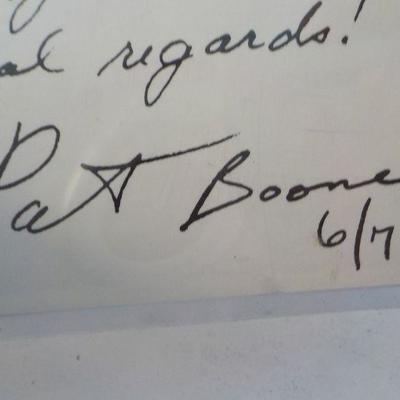 al regards!
Pat Boone
6/7